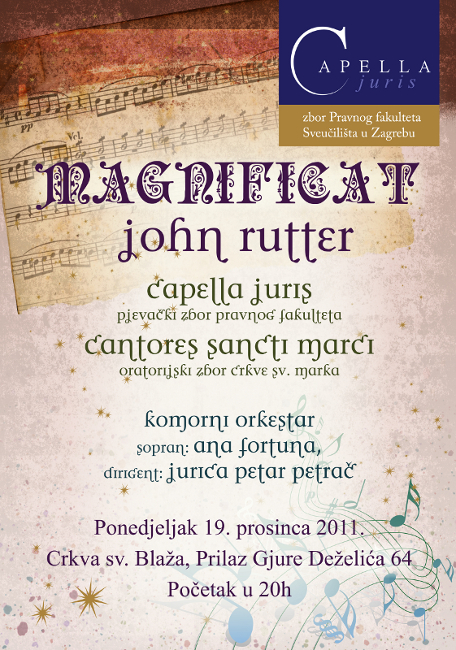 CAPELLA
juris
zbor Pravnog fakulteta
Sveučilišta u Zagrebu
pp
Vcl.
MAGNIFICAT
john rutter
capella juris
pjevački zbor pravnog fakulteta
cantores sancti marci
oratorijski zbor crkve sv. marka
komorni orkestar
sopran: ana fortuna,
dirigent: jurica petar petrač
Ponedjeljak 19. prosinca 2011.
Crkva sv. Blaža, Prilaz Gjure Deželića 64
Početak u 20h